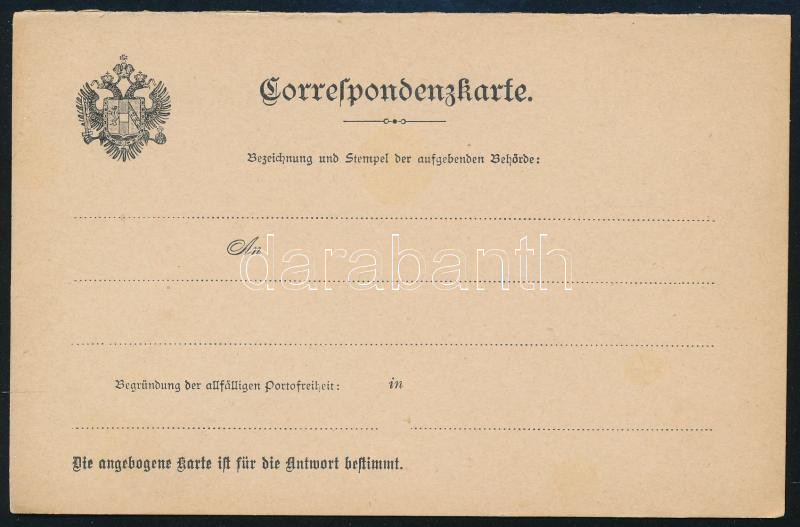 Correſpondenzkarte.
Bezeichnung und Stempel der aufgebenden Behörde:
An
darabanth
Begründung der allfälligen Portofreiheit:
in
Die angebogene Karte iſt für die Antwort beſtimmt.